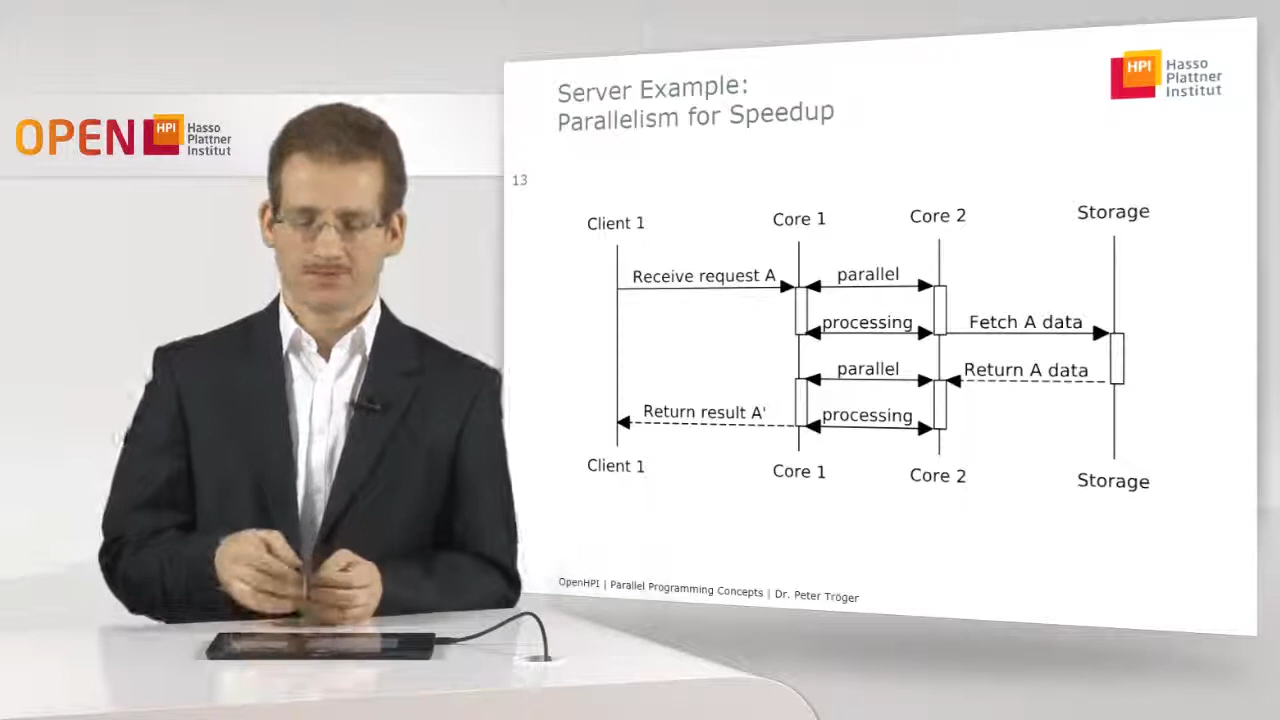 OPEN HPI Hasso
Plattner
Institut
HPI Hasso
Plattner
Institut
Server Example:
Parallelism for Speedup
13
Client 1 Core 1 Core 2 Storage
Receive request A parallel
processing Fetch A data
parallel Return A data
Return result A' processing
Client 1 Core 1 Core 2 Storage
OpenHPI | Parallel Programming Concepts | Dr. Peter Tröger